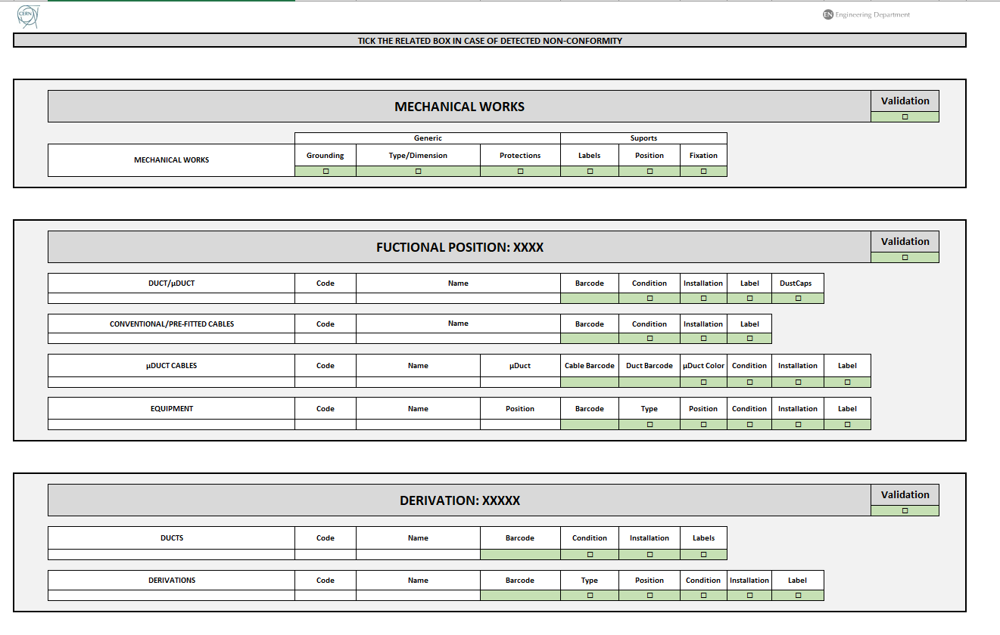 CERN
EN Engineering Department
TICK THE RELATED BOX IN CASE OF DETECTED NON-CONFORMITY
MECHANICAL WORKS
Validation
Generic Suports
MECHANICAL WORKS Grounding Type/Dimension Protections Labels Position Fixation
FUCTIONAL POSITION: XXXX
Validation
DUCT/µDUCT Code Name Barcode Condition Installation Label DustCaps
CONVENTIONAL/PRE-FITTED CABLES Code Name Barcode Condition Installation Label
µDUCT CABLES Code Name µDuct Cable Barcode Duct Barcode µDuct Color Condition Installation Label
EQUIPMENT Code Name Position Barcode Type Position Condition Installation Label
DERIVATION: XXXXX
Validation
DUCTS Code Name Barcode Condition Installation Labels
DERIVATIONS Code Name Barcode Type Position Condition Installation Label